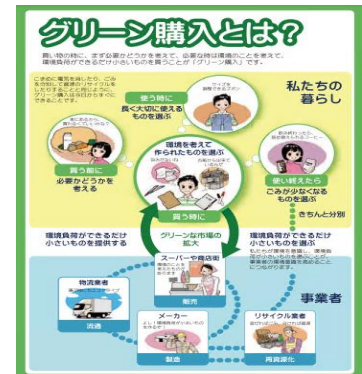 グリーン購入とは？
買い物の時に、まず必要かどうかを考えて、必要な時は環境のことを考えて、
環境負荷ができるだけ小さいものを買うことが「グリーン購入」です。
私たちの
暮らし
使う時に
長く大切に使える
ものを選ぶ
環境を考えて
作られたものを選ぶ
買う前に
必要かどうかを
考える
使い終えたら
ごみが少なくなる
ものを選ぶ
買う時に
きちんと分別
環境負荷ができるだけ
小さいものを提供する
グリーンな市場の
拡大
環境負荷ができるだけ
小さいものを選ぶ
スーパーや商店街
販売
事業者
物流業者
流通
メーカー
製造
リサイクル業者
再資源化